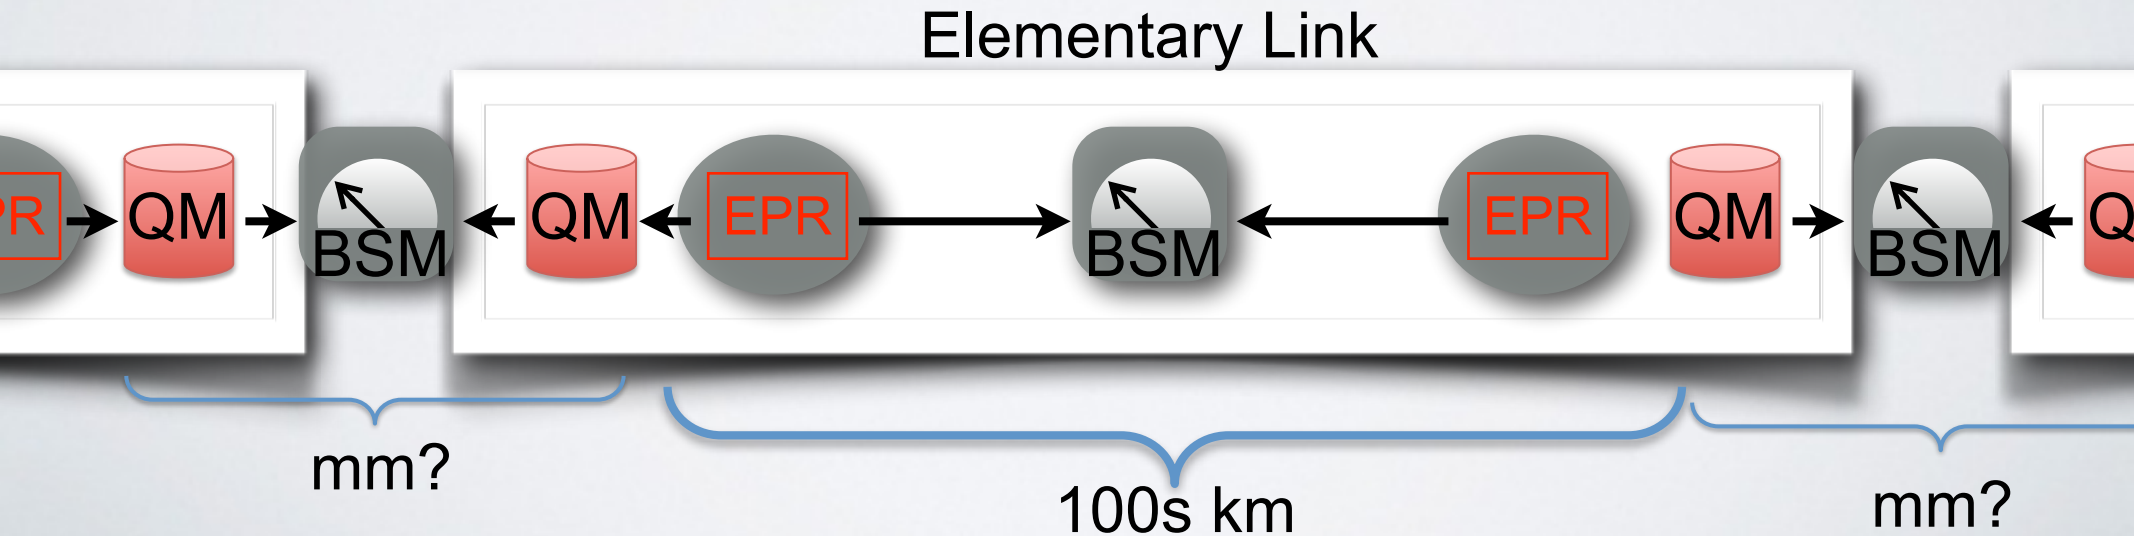 Elementary Link
PR
QM
BSM
QM
EPR
BSM
EPR
QM
BSM
Q
mm?
100s km
mm?